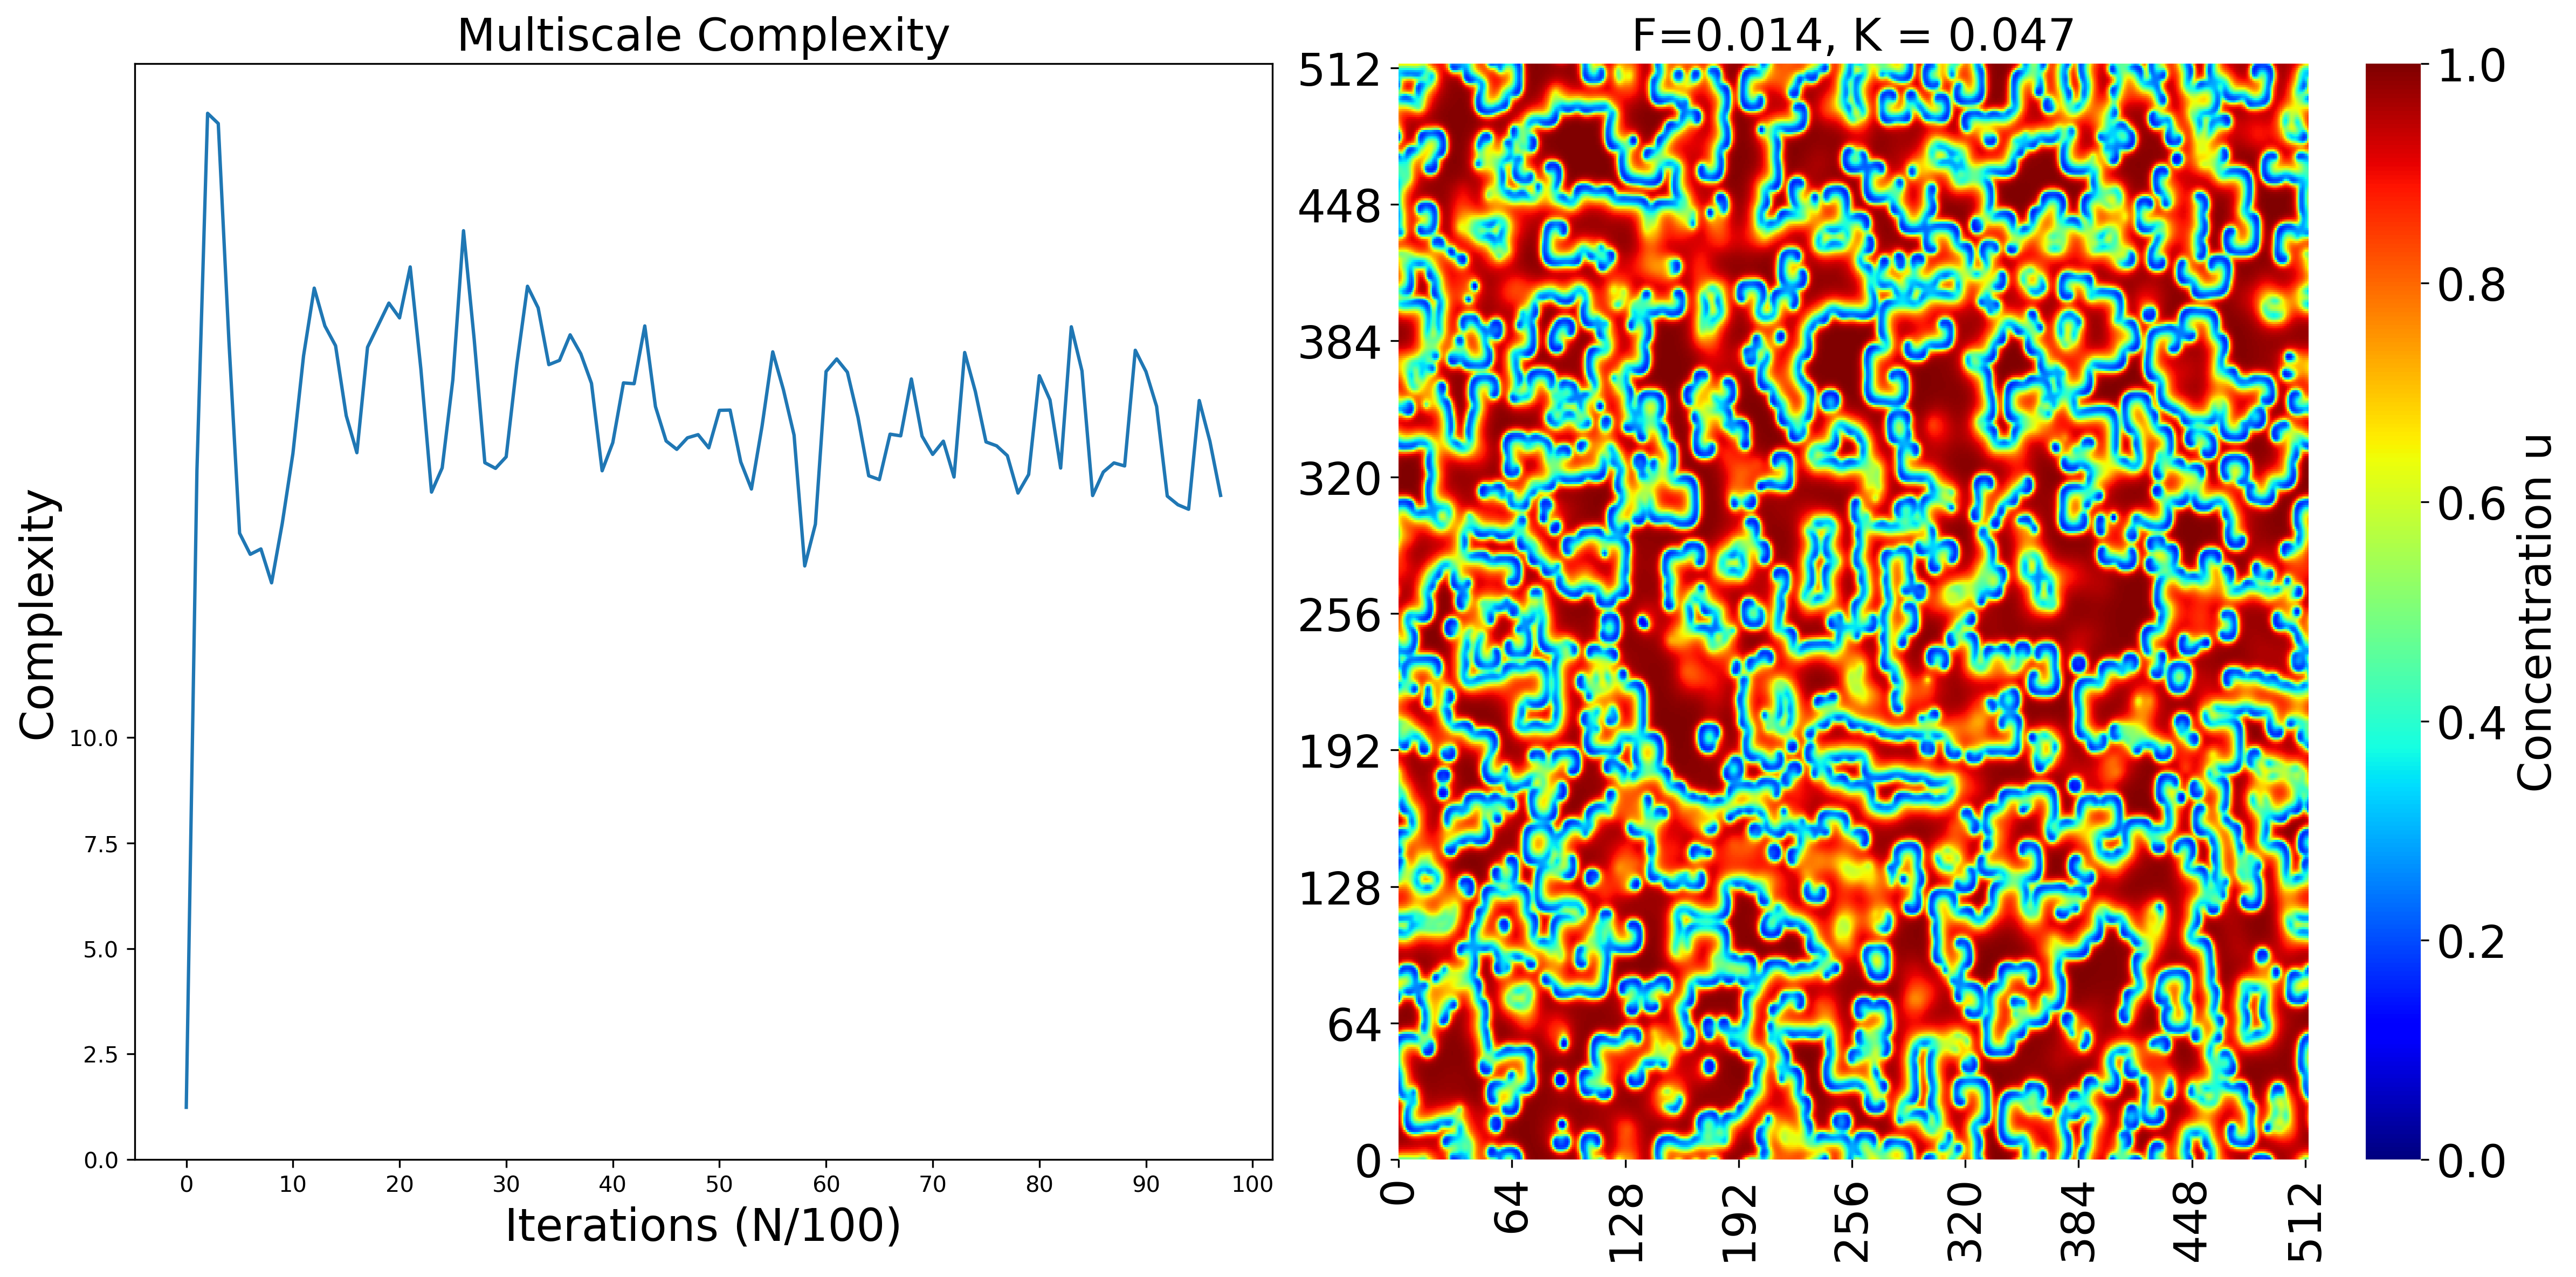 Multiscale Complexity
Complexity
10.0
7.5
5.0
2.5
0.0
0 10 20 30 40 50 60 70 80 90 100
Iterations (N/100)
F=0.014, K = 0.047
512
448
384
320
256
192
128
64
0
0 64 128 192 256 320 384 448 512
1.0
0.8
0.6
0.4
0.2
0.0
Concentration u